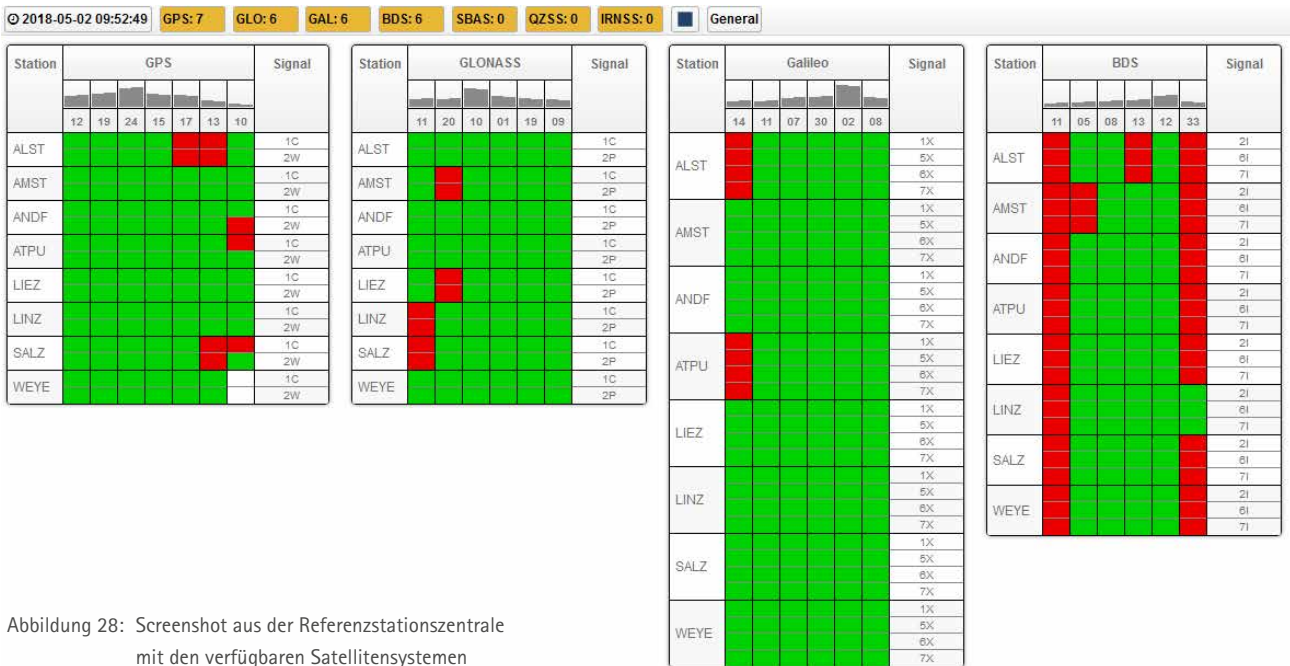 2018-05-02 09:52:49 GPS: 7 GLO: 6 GAL: 6 BDS: 6 SBAS: 0 QZSS: 0 IRNSS: 0 General
Station GPS Signal
12 19 24 15 17 13 10
ALST 1C
2W
AMST 1C
2W
ANDF 1C
2W
ATPU 1C
2W
LIEZ 1C
2W
LINZ 1C
2W
SALZ 1C
2W
WEYE 1C
2W
Station GLONASS Signal
11 20 10 01 19 09
ALST 1C
2P
AMST 1C
2P
ANDF 1C
2P
ATPU 1C
2P
LIEZ 1C
2P
LINZ 1C
2P
SALZ 1C
2P
WEYE 1C
2P
Station Galileo Signal
14 11 07 30 02 08
ALST 1X
5X
6X
7X
AMST 1X
5X
6X
7X
ANDF 1X
5X
6X
7X
ATPU 1X
5X
6X
7X
LIEZ 1X
5X
6X
7X
LINZ 1X
5X
6X
7X
SALZ 1X
5X
6X
7X
WEYE 1X
5X
6X
7X
Station BDS Signal
11 05 08 13 12 33
ALST 2I
6I
7I
AMST 2I
6I
7I
ANDF 2I
6I
7I
ATPU 2I
6I
7I
LIEZ 2I
6I
7I
LINZ 2I
6I
7I
SALZ 2I
6I
7I
WEYE 2I
6I
7I
Abbildung 28: Screenshot aus der Referenzstationszentrale
mit den verfügbaren Satellitensystemen